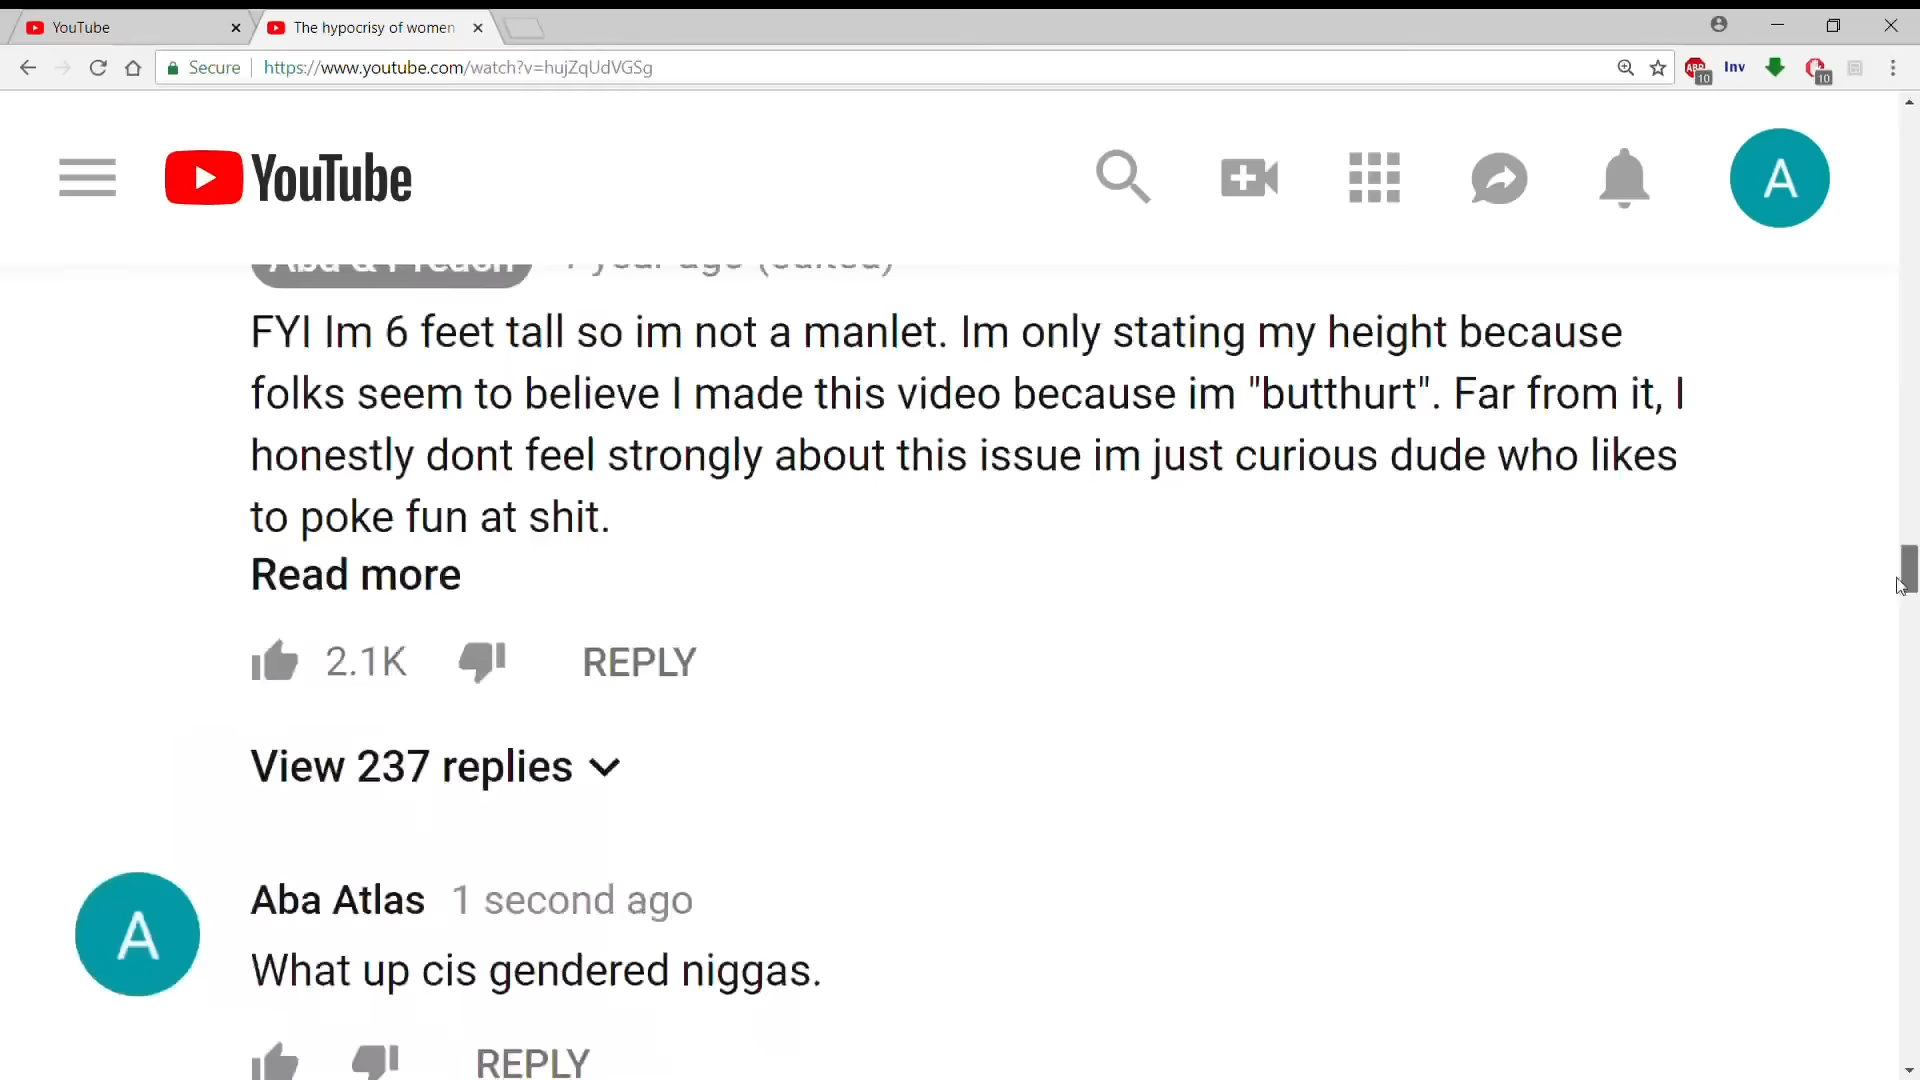 YouTube
The hypocrisy of women
Secure https://www.youtube.com/watch?v=hujZqUdVGSg
ABP 10 Inv 10
YouTube
A
Aba & Preach 1 year ago (edited)
FYI Im 6 feet tall so im not a manlet. Im only stating my height because
folks seem to believe I made this video because im "butthurt". Far from it, I
honestly dont feel strongly about this issue im just curious dude who likes
to poke fun at shit.
Read more
2.1K REPLY
View 237 replies
A
Aba Atlas 1 second ago
What up cis gendered niggas.
REPLY